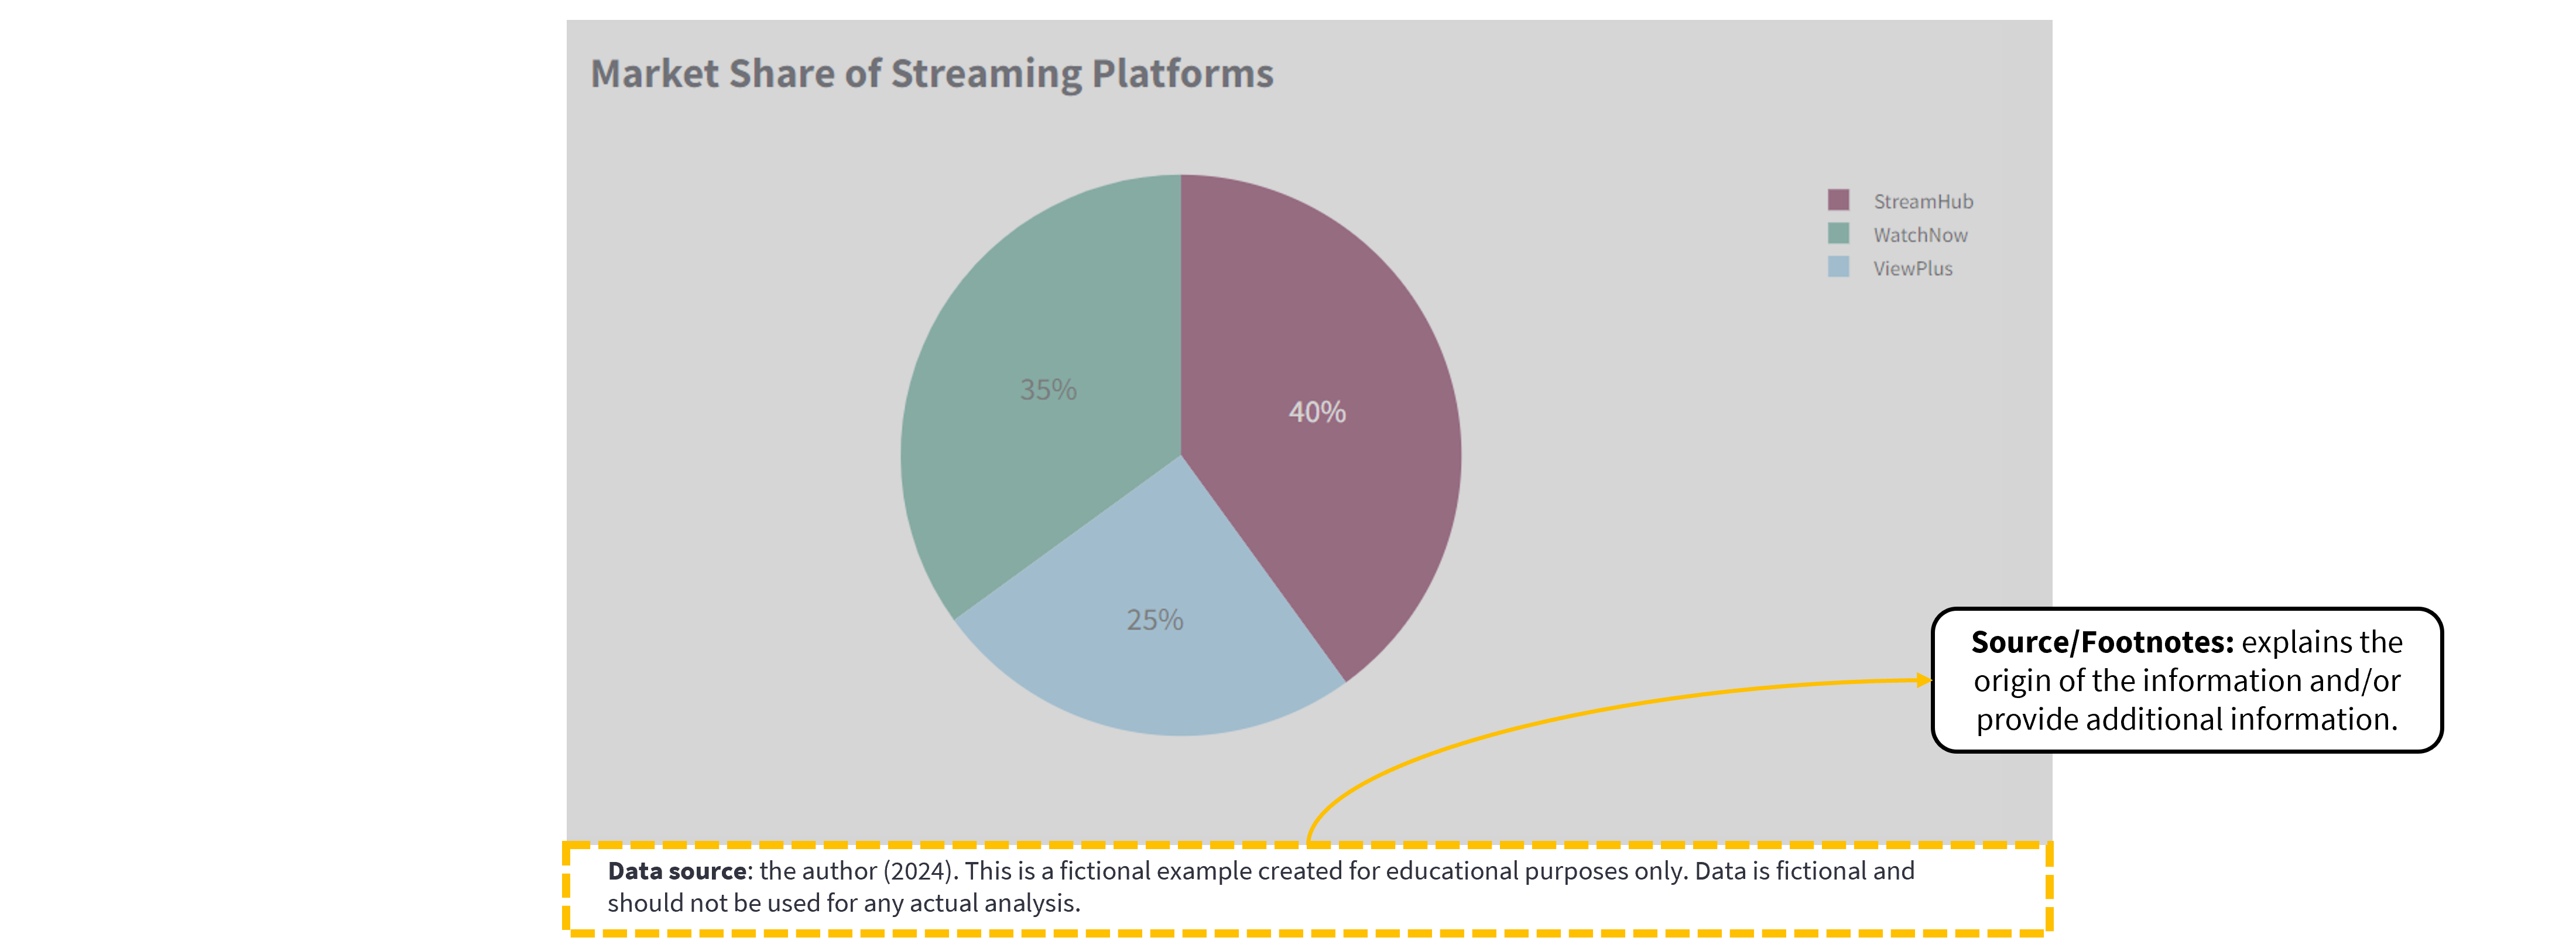 Market Share of Streaming Platforms
StreamHub
WatchNow
ViewPlus
35%
40%
25%
Source/Footnotes: explains the
origin of the information and/or
provide additional information.
Data source: the author (2024). This is a fictional example created for educational purposes only. Data is fictional and
should not be used for any actual analysis.